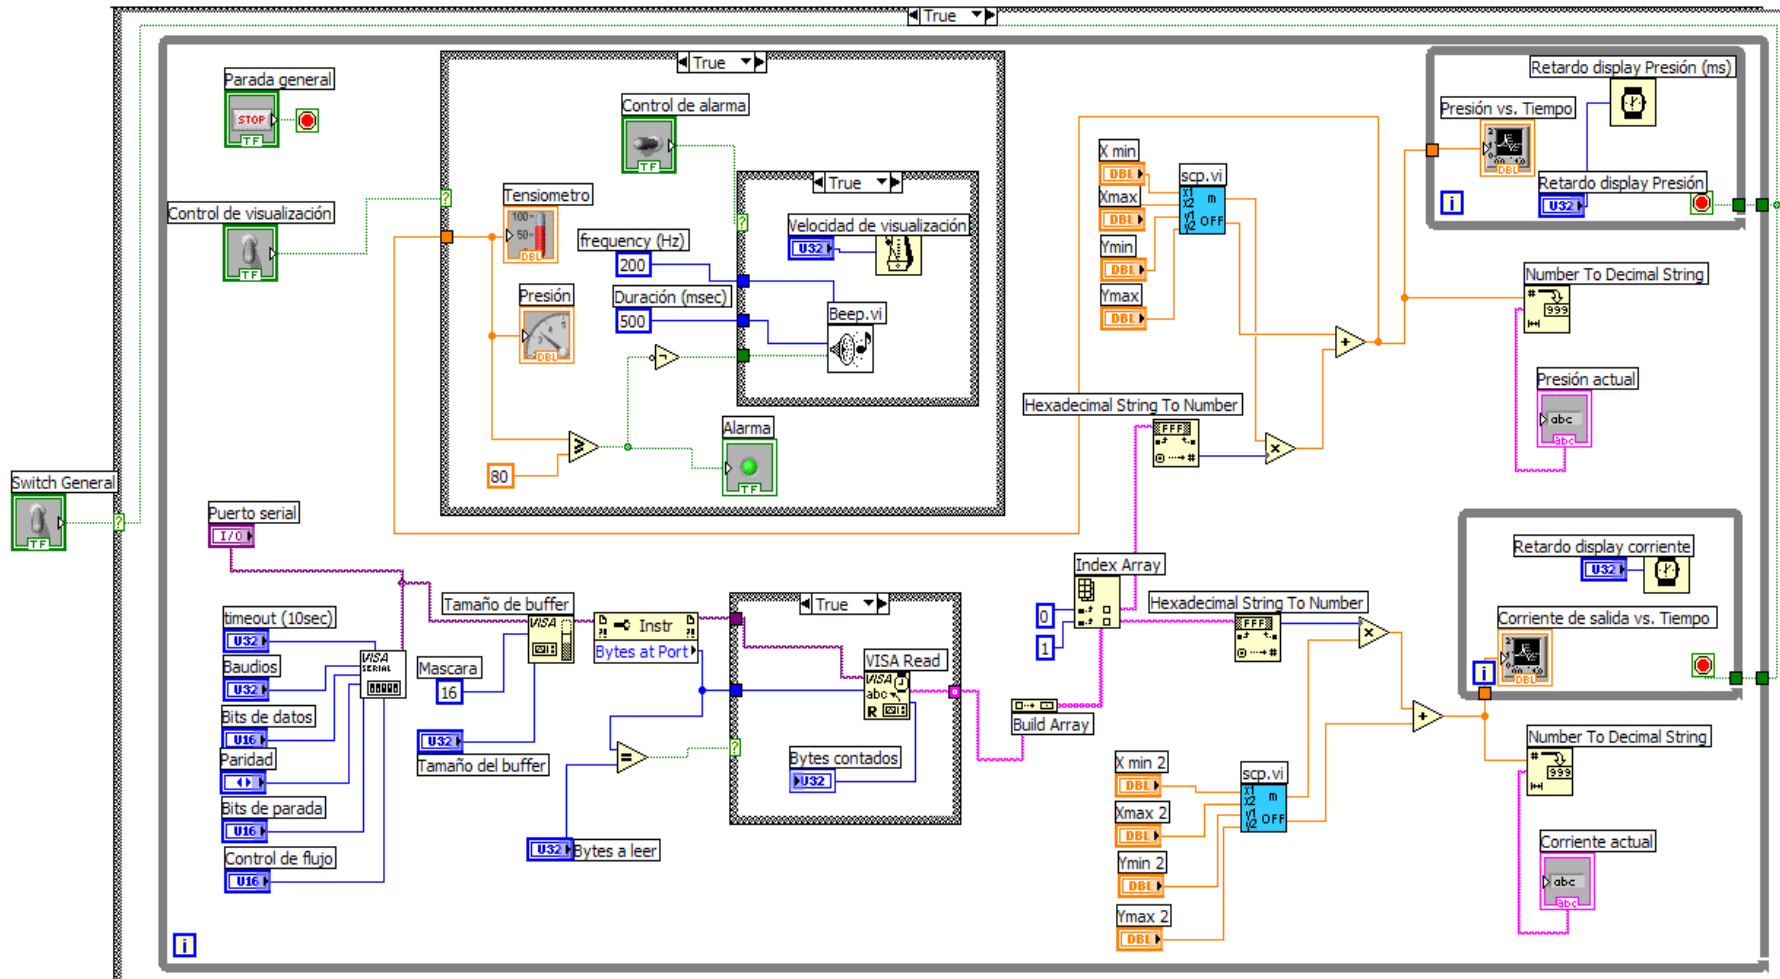 True
Parada general
STOP
TF
Control de visualización
TF
Switch General
TF
?
True
Control de alarma
TF
?
Tensiometro
100
50
DBL
Presión
DBL
frequency (Hz)
200
Duración (msec)
500
True
?
Velocidad de visualización
U32
Beep.vi
Alarma
TF
80
X min
DBL
Xmax
DBL
Ymin
DBL
Ymax
DBL
scp.vi
x1
x2
y1
y2
m
OFF
Retardo display Presión (ms)
Presión vs. Tiempo
DBL
Retardo display Presión
U32
i
Number To Decimal String
999
Presión actual
abc
abc
Hexadecimal String To Number
FFF
Puerto serial
I/O
timeout (10sec)
U32
Baudios
U32
Bits de datos
U16
Paridad
Bits de parada
U16
Control de flujo
U16
VISA
SERIAL
Tamaño de buffer
VISA
Mascara
16
U32
Tamaño del buffer
Instr
Bytes at Port
True
?
VISA Read
VISA
abc
R
Bytes contados
U32
U32
Bytes a leer
Build Array
Index Array
0
1
Hexadecimal String To Number
FFF
X min 2
DBL
Xmax 2
DBL
Ymin 2
DBL
Ymax 2
DBL
scp.vi
x1
x2
y1
y2
m
OFF
Retardo display corriente
U32
Corriente de salida vs. Tiempo
DBL
i
Number To Decimal String
999
Corriente actual
abc
abc
i